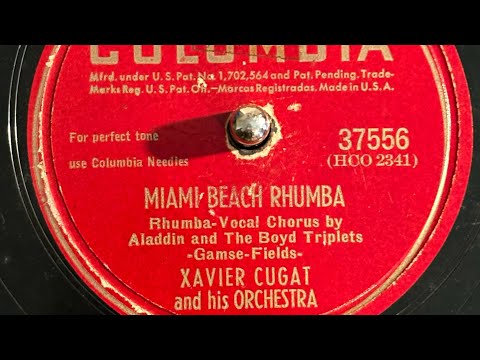 COLUMBIA
Mfrd. under U.S. Pat. No. 1,702,564 and Pat. Pending. Trade-
Marks Reg. U.S. Pat. Off.—Marcas Registradas. Made in U.S.A.
For perfect tone
use Columbia Needles
37556
(HCO 2341)
MIAMI BEACH RHUMBA
Rhumba-Vocal Chorus by
Aladdin and The Boyd Triplets
-Gamse-Fields-
XAVIER CUGAT
and his ORCHESTRA